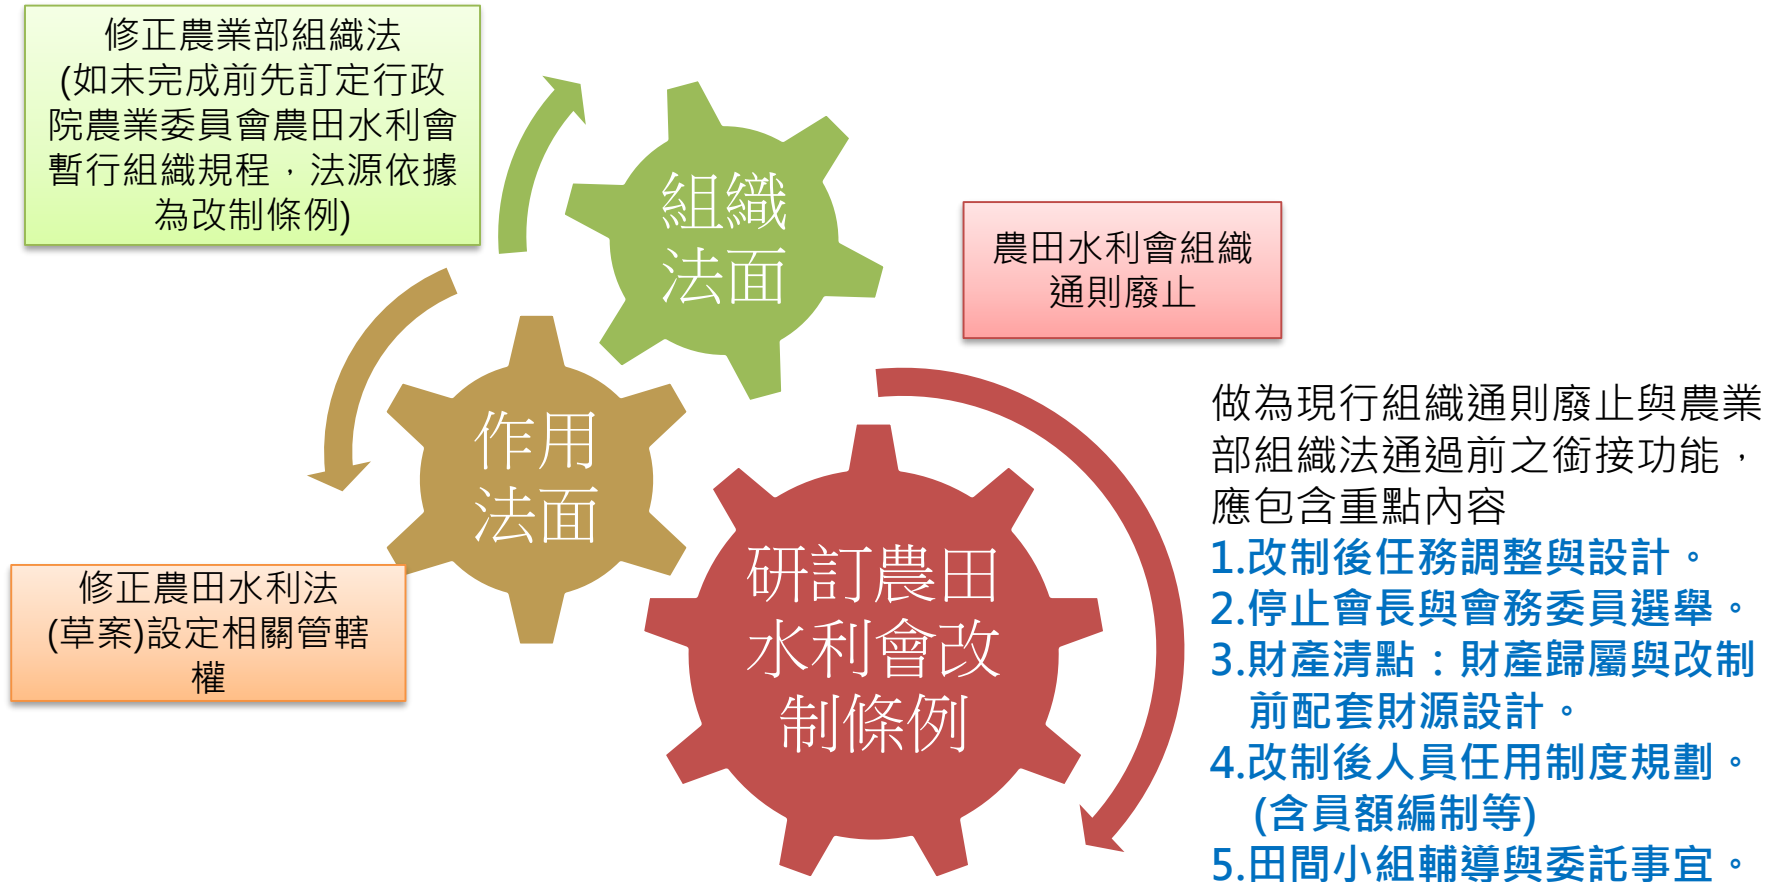 修正農業部組織法
(如未完成前先訂定行政
院農業委員會農田水利會
暫行組織規程，法源依據
為改制條例)
組織
法面
農田水利會組織
通則廢止
作用
法面
修正農田水利法
(草案)設定相關管轄
權
研訂農田
水利會改
制條例
做為現行組織通則廢止與農業
部組織法通過前之銜接功能，
應包含重點內容
1.改制後任務調整與設計。
2.停止會長與會務委員選舉。
3.財產清點：財產歸屬與改制
前配套財源設計。
4.改制後人員任用制度規劃。
(含員額編制等)
5.田間小組輔導與委託事宜。